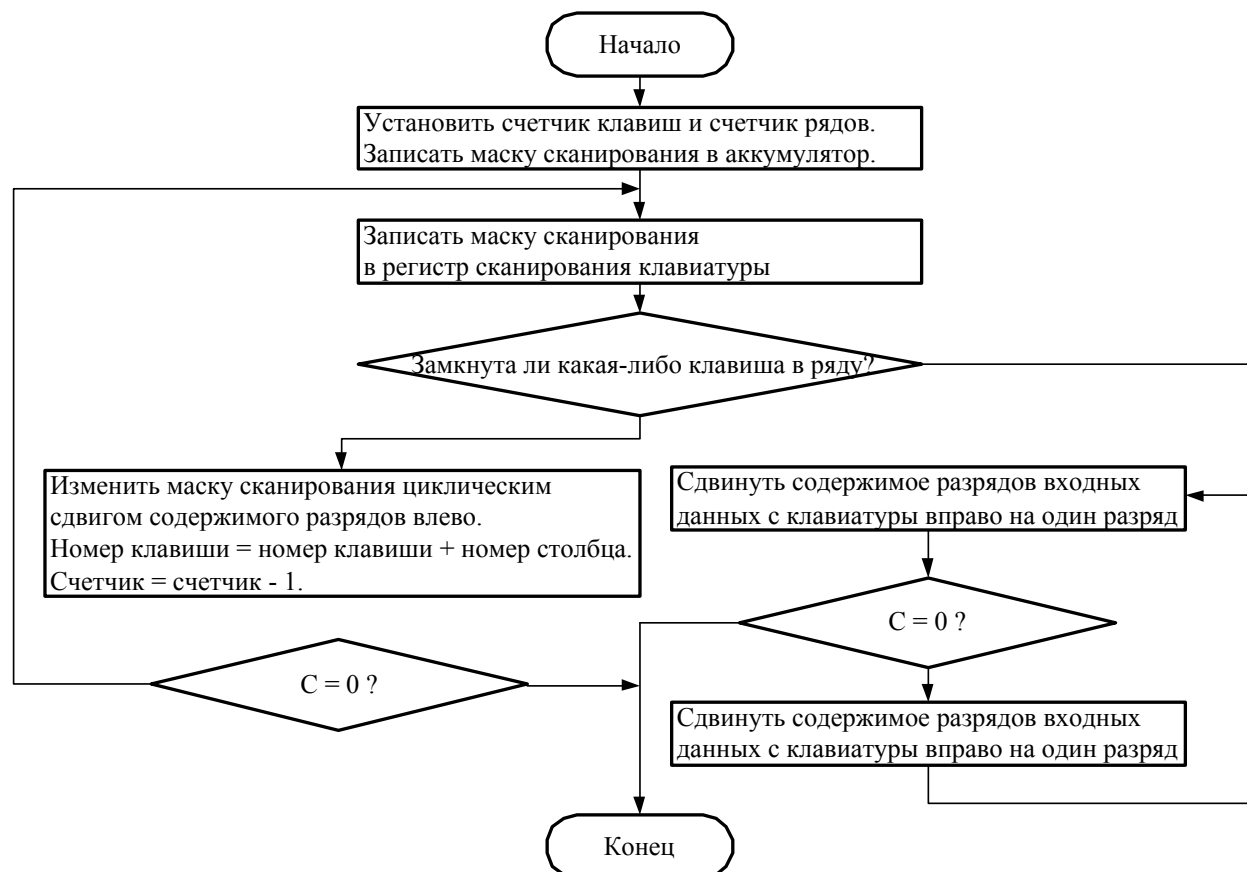 Начало
Установить счетчик клавиш и счетчик рядов.
Записать маску сканирования в аккумулятор.
Записать маску сканирования
в регистр сканирования клавиатуры
Замкнута ли какая-либо клавиша в ряду?
Изменить маску сканирования циклическим
сдвигом содержимого разрядов влево.
Номер клавиши = номер клавиши + номер столбца.
Счетчик = счетчик - 1.
Сдвинуть содержимое разрядов входных
данных с клавиатуры вправо на один разряд
С = 0 ?
С = 0 ?
Сдвинуть содержимое разрядов входных
данных с клавиатуры вправо на один разряд
Конец